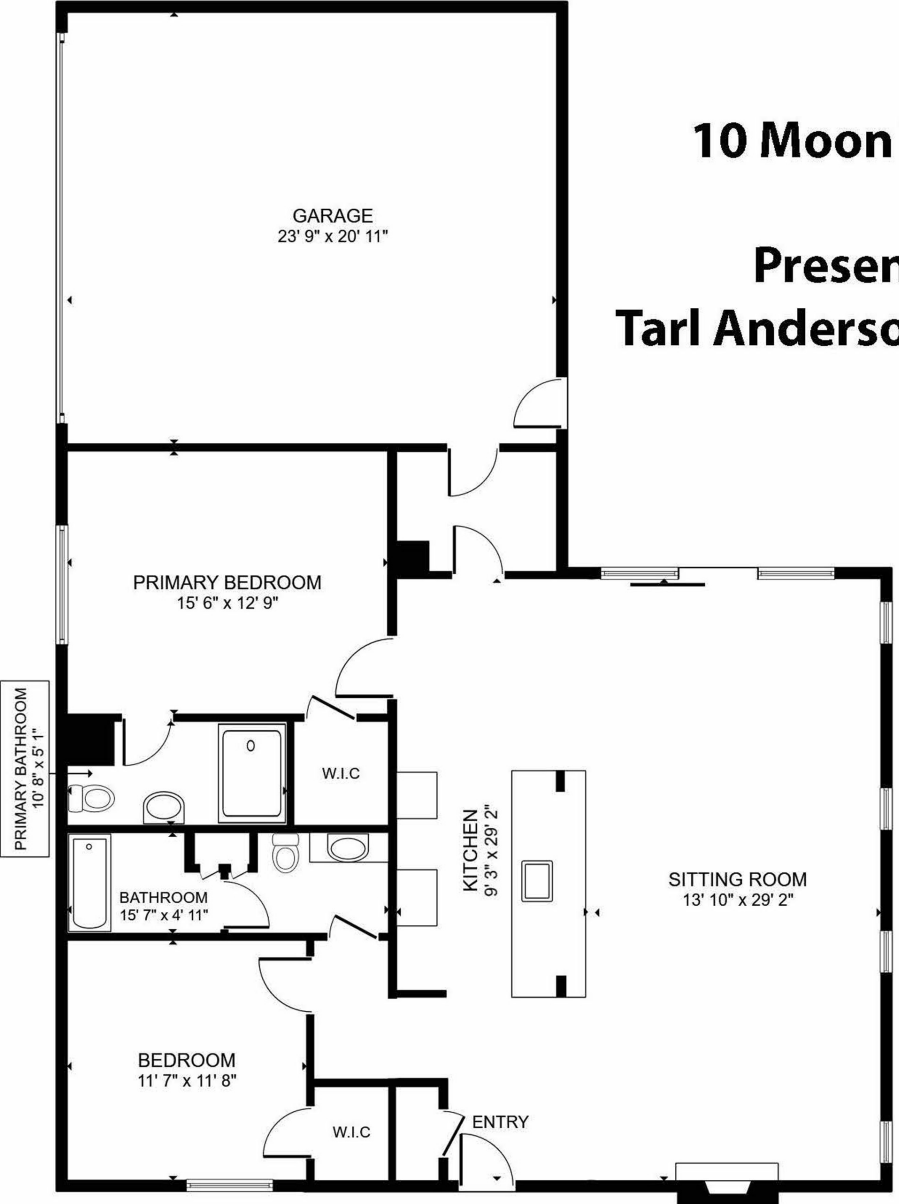 10 Moon
Presen
Tarl Anderso
GARAGE
23' 9" x 20' 11"
PRIMARY BEDROOM
15' 6" x 12' 9"
PRIMARY BATHROOM
10' 8" x 5' 1"
W.I.C
KITCHEN
9' 3" x 29' 2"
SITTING ROOM
13' 10" x 29' 2"
BATHROOM
15' 7" x 4' 11"
BEDROOM
11' 7" x 11' 8"
W.I.C
ENTRY